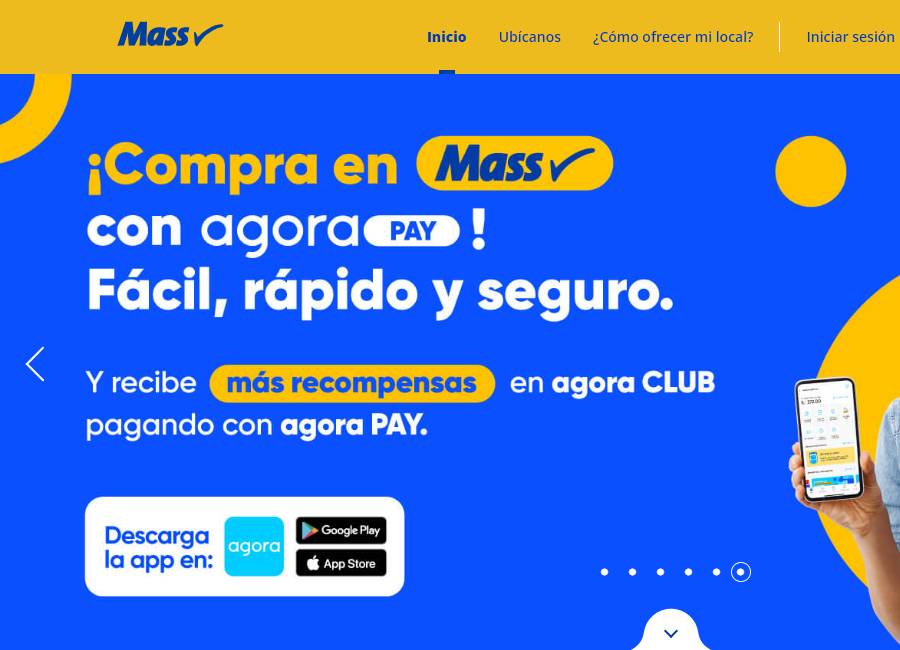 Mass
Inicio
Ubícanos
¿Cómo ofrecer mi local?
Iniciar sesión
¡Compra en Mass
con agora PAY !
Fácil, rápido y seguro.
Y recibe más recompensas en agora CLUB
pagando con agora PAY.
Descarga
la app en:
agora
Google Play
App Store